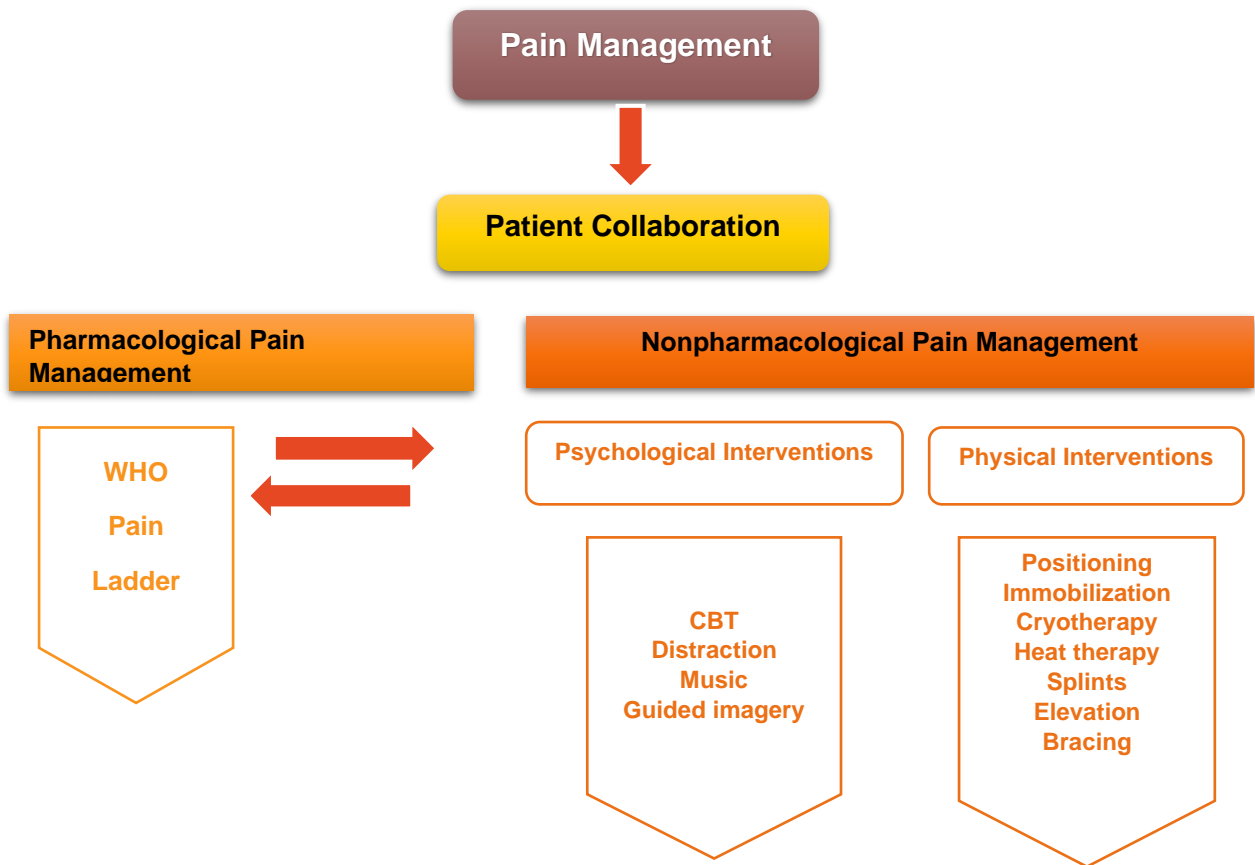 Pain Management
Patient Collaboration
Pharmacological Pain
Management
Nonpharmacological Pain Management
WHO
Pain
Ladder
Psychological Interventions
Physical Interventions
CBT
Distraction
Music
Guided imagery
Positioning
Immobilization
Cryotherapy
Heat therapy
Splints
Elevation
Bracing